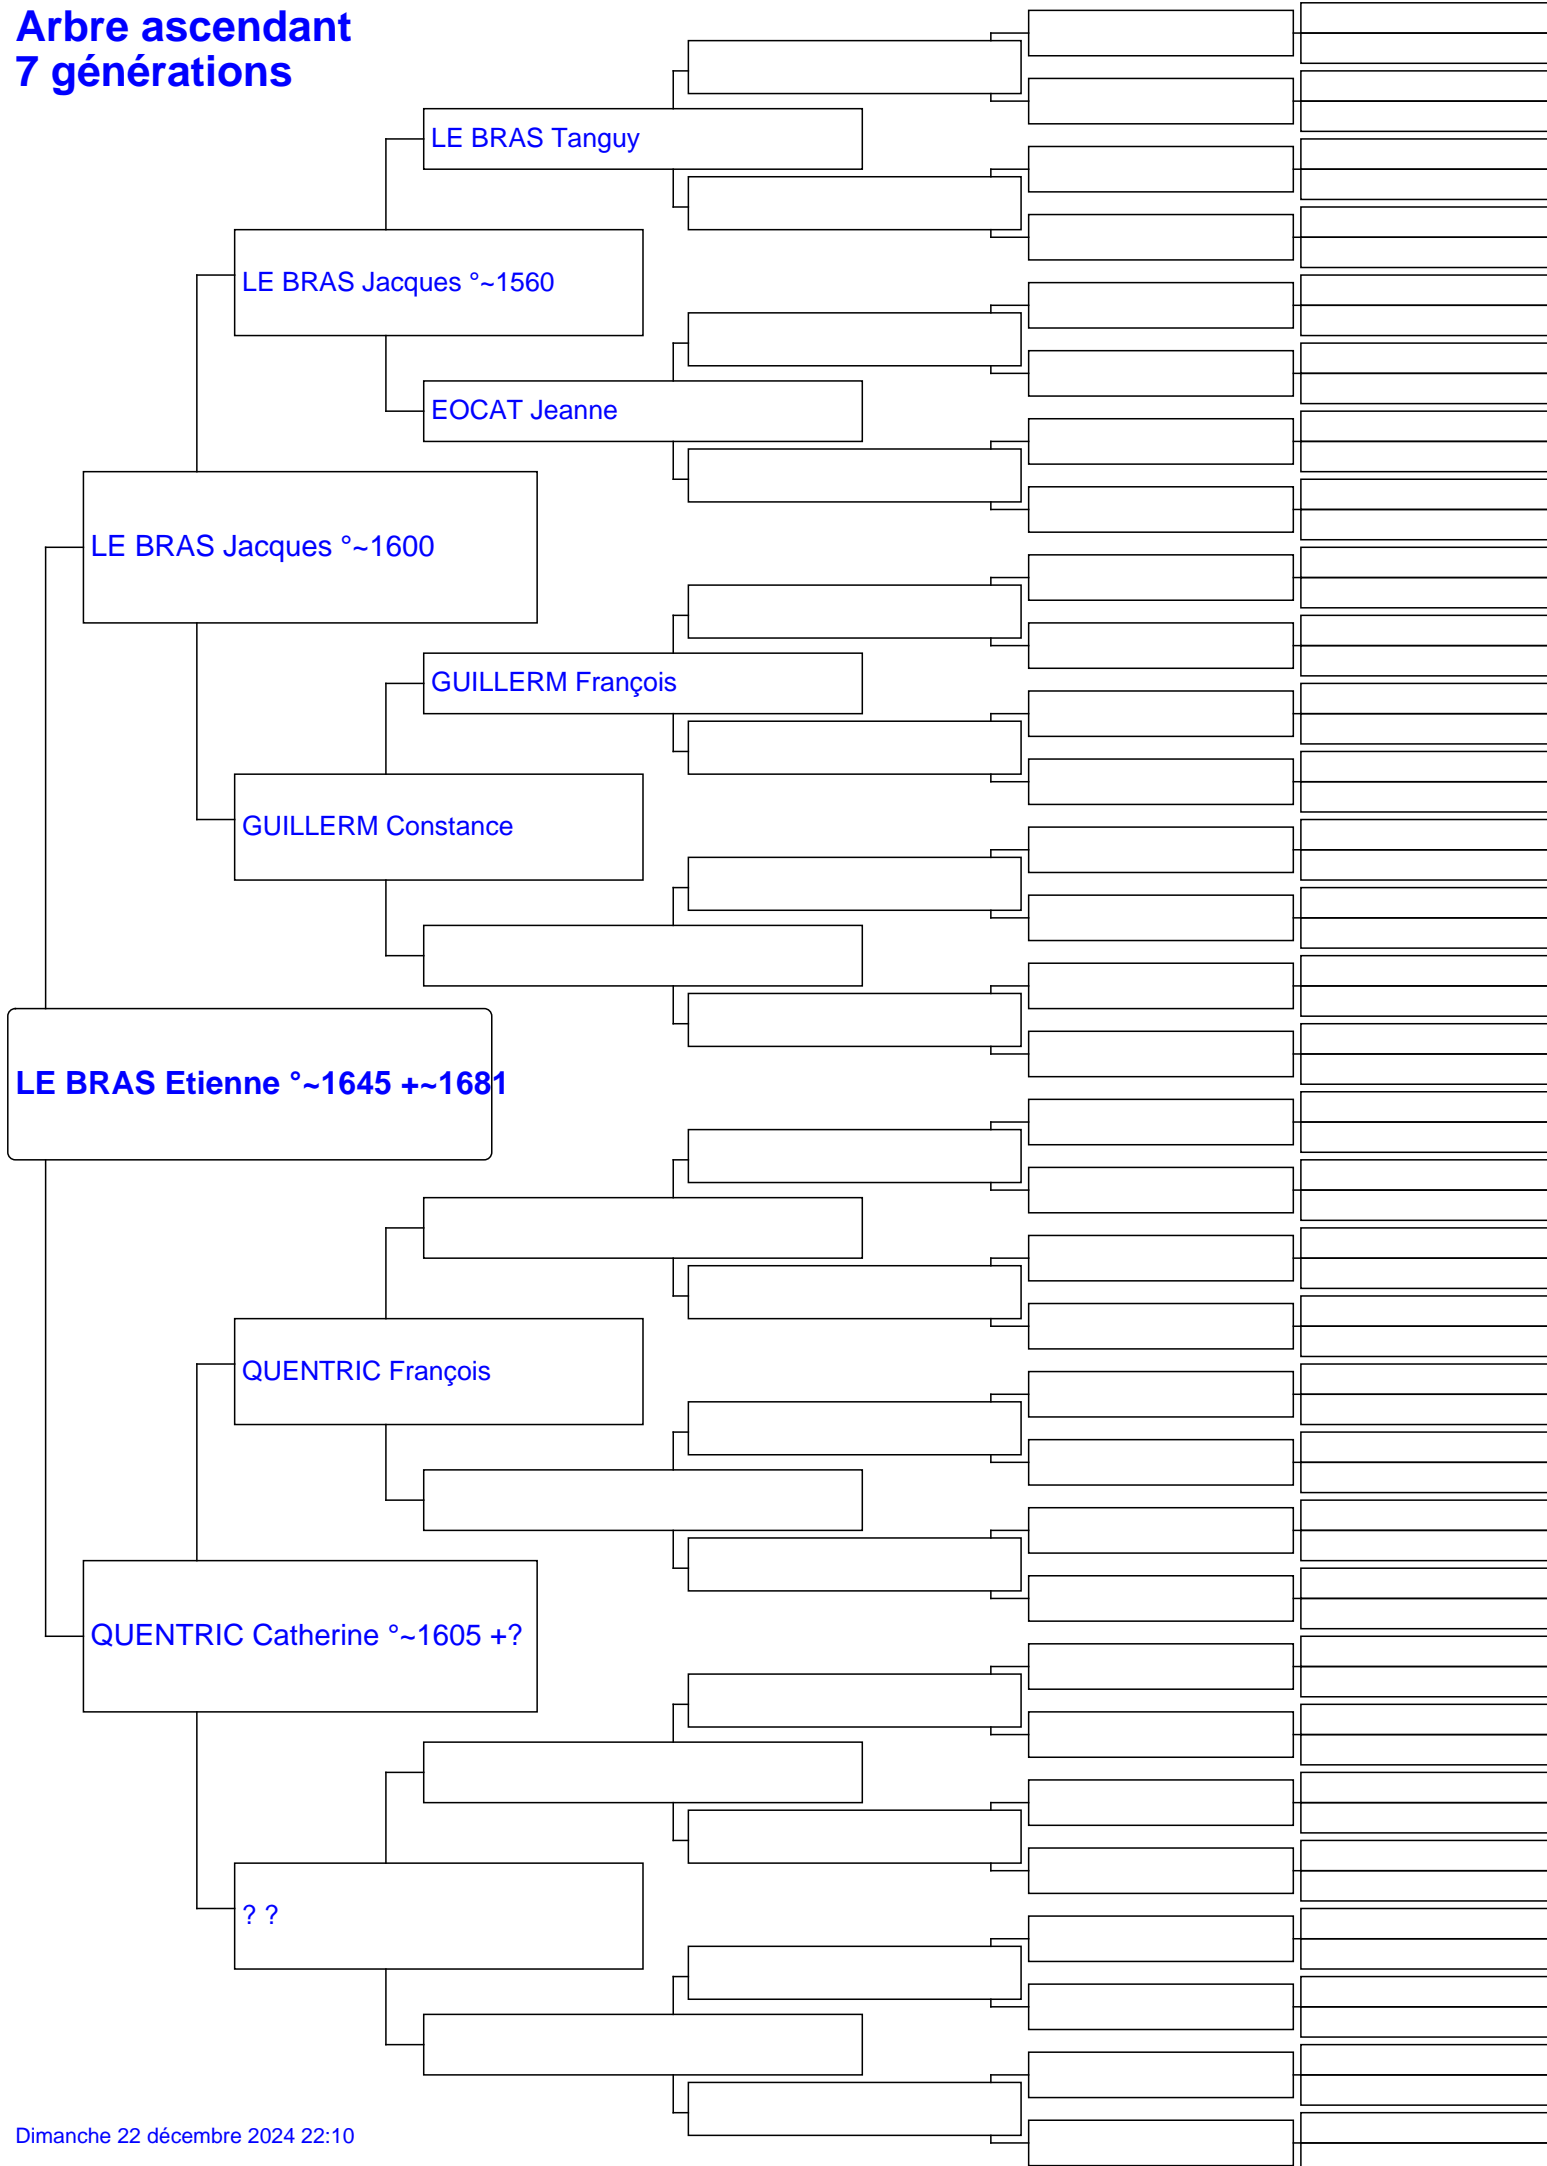 Arbre ascendant
7 générations
LE BRAS Tanguy
LE BRAS Jacques °~1560
EOCAT Jeanne
LE BRAS Jacques °~1600
GUILLERM François
GUILLERM Constance
LE BRAS Etienne °~1645 +~1681
QUENTRIC François
QUENTRIC Catherine °~1605 +?
? ?
Dimanche 22 décembre 2024 22:10